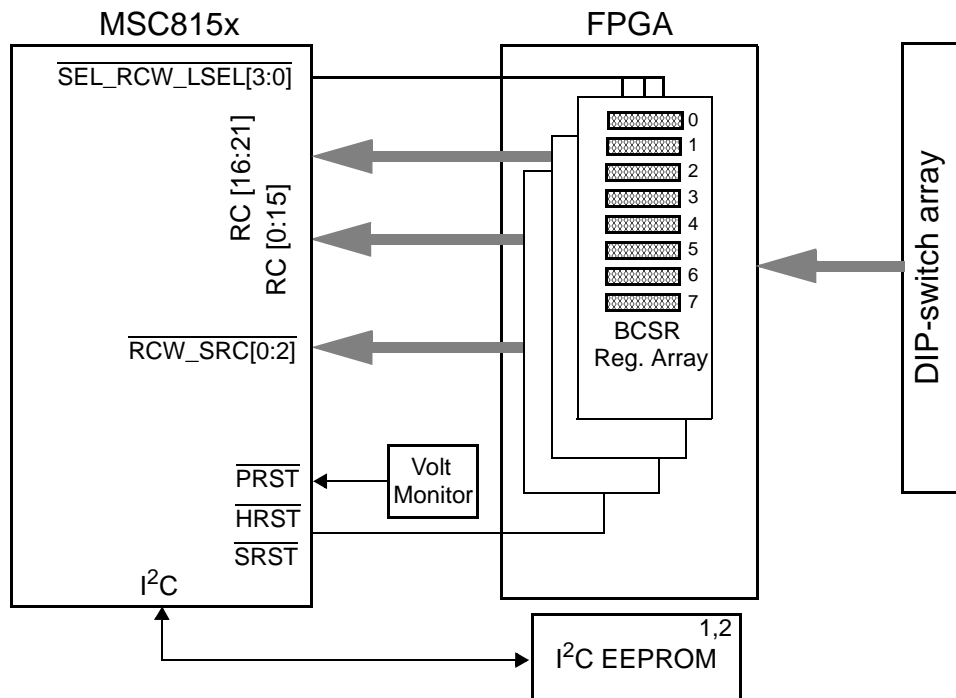 MSC815x
FPGA
SEL_RCW_LSEL[3:0]
RC [16:21]
RC [0:15]
RCW_SRC[0:2]
PRST
HRST
SRST
I²C
Volt
Monitor
0
1
2
3
4
5
6
7
BCSR
Reg. Array
DIP-switch array
1,2
I²C EEPROM